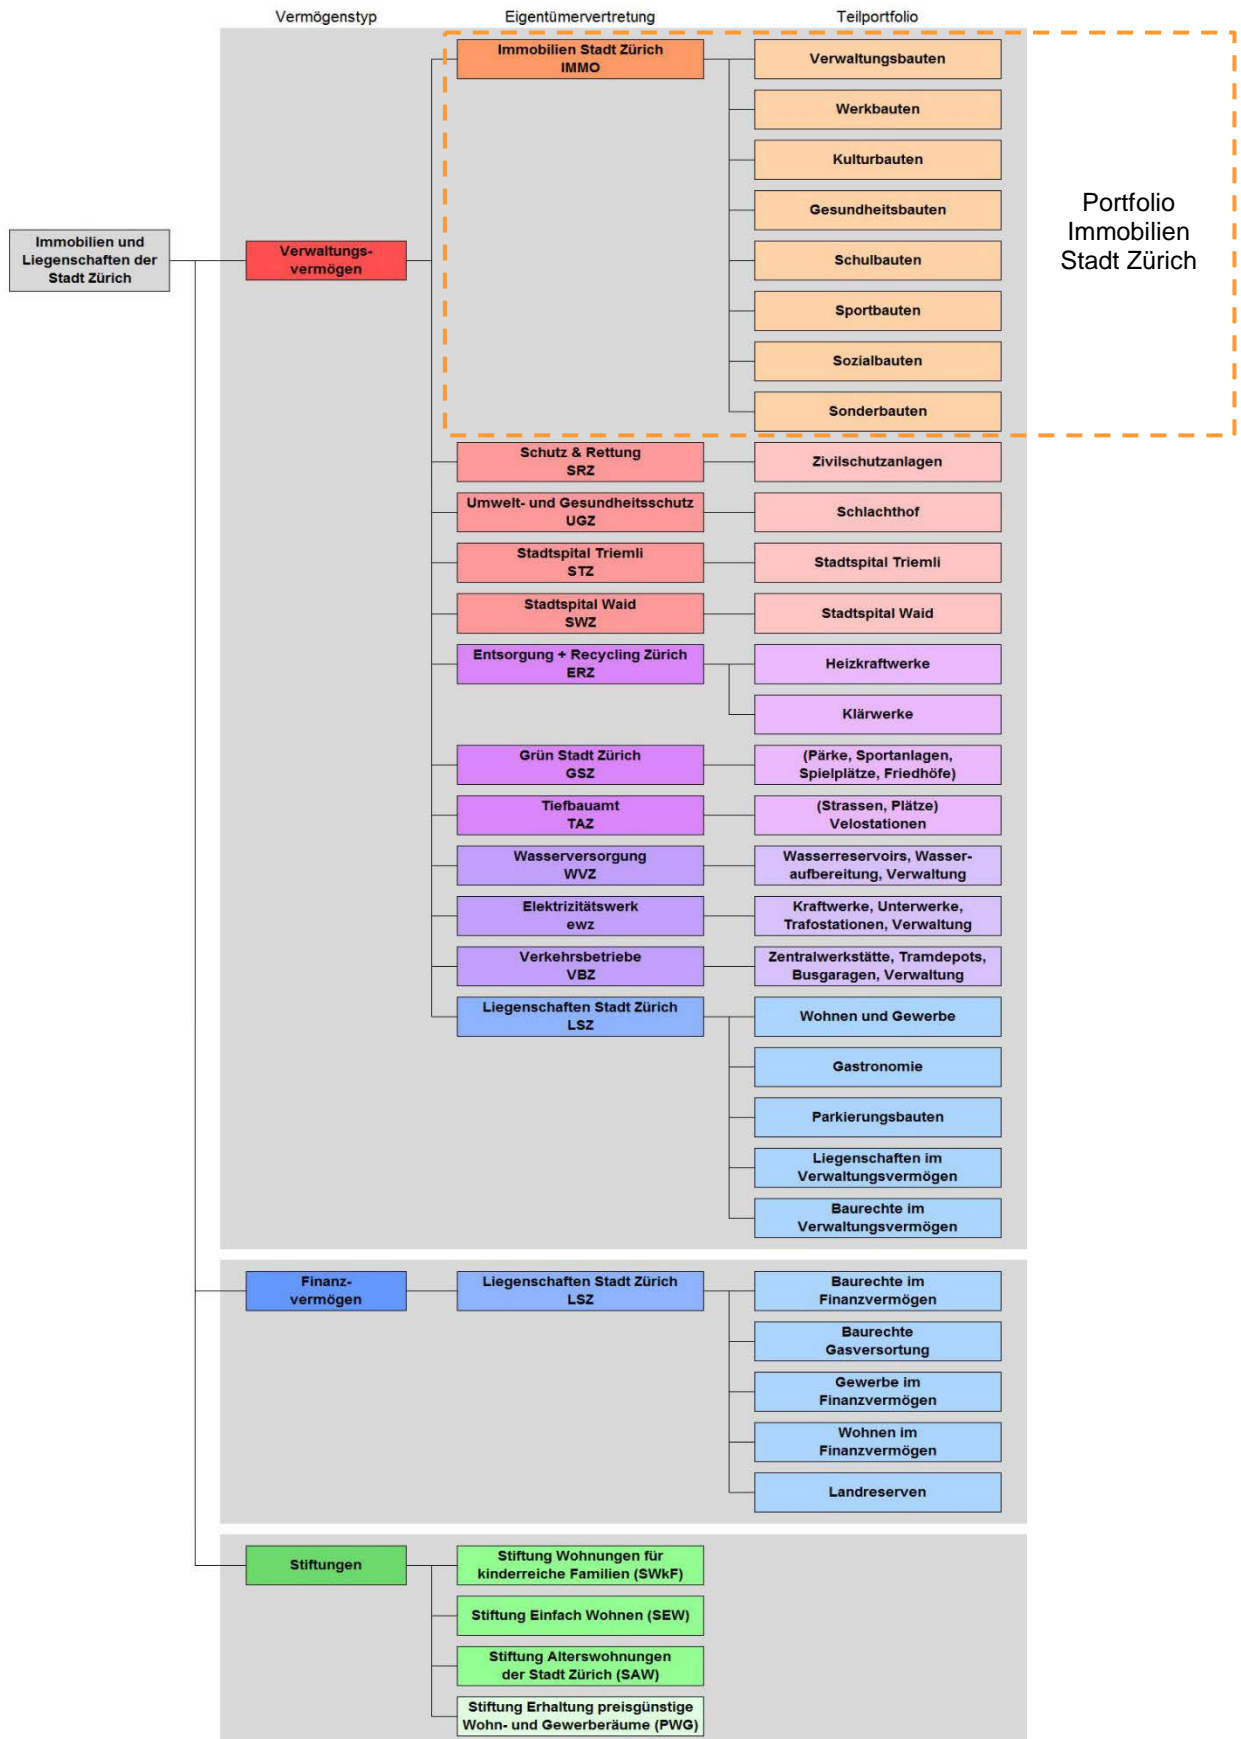 Vermögenstyp
Eigentümervertretung
Teilportfolio
Immobilien und
Liegenschaften der
Stadt Zürich
Verwaltungs-
vermögen
Immobilien Stadt Zürich
IMMO
Verwaltungsbauten
Werkbauten
Kulturbauten
Gesundheitsbauten
Schulbauten
Sportbauten
Sozialbauten
Sonderbauten
Portfolio
Immobilien
Stadt Zürich
Schutz & Rettung
SRZ
Zivilschutzanlagen
Umwelt- und Gesundheitsschutz
UGZ
Schlachthof
Stadtspital Triemli
STZ
Stadtspital Triemli
Stadtspital Waid
SWZ
Stadtspital Waid
Entsorgung + Recycling Zürich
ERZ
Heizkraftwerke
Klärwerke
Grün Stadt Zürich
GSZ
(Pärke, Sportanlagen,
Spielplätze, Friedhöfe)
Tiefbauamt
TAZ
(Strassen, Plätze)
Velostationen
Wasserversorgung
WVZ
Wasserreservoirs, Wasser-
aufbereitung, Verwaltung
Elektrizitätswerk
ewz
Kraftwerke, Unterwerke,
Trafostationen, Verwaltung
Verkehrsbetriebe
VBZ
Zentralwerkstätte, Tramdepots,
Busgaragen, Verwaltung
Liegenschaften Stadt Zürich
LSZ
Wohnen und Gewerbe
Gastronomie
Parkierungsbauten
Liegenschaften im
Verwaltungsvermögen
Baurechte im
Verwaltungsvermögen
Finanz-
vermögen
Liegenschaften Stadt Zürich
LSZ
Baurechte im
Finanzvermögen
Baurechte
Gasversortung
Gewerbe im
Finanzvermögen
Wohnen im
Finanzvermögen
Landreserven
Stiftungen
Stiftung Wohnungen für
kinderreiche Familien (SWkF)
Stiftung Einfach Wohnen (SEW)
Stiftung Alterswohnungen
der Stadt Zürich (SAW)
Stiftung Erhaltung preisgünstige
Wohn- und Gewerberäume (PWG)